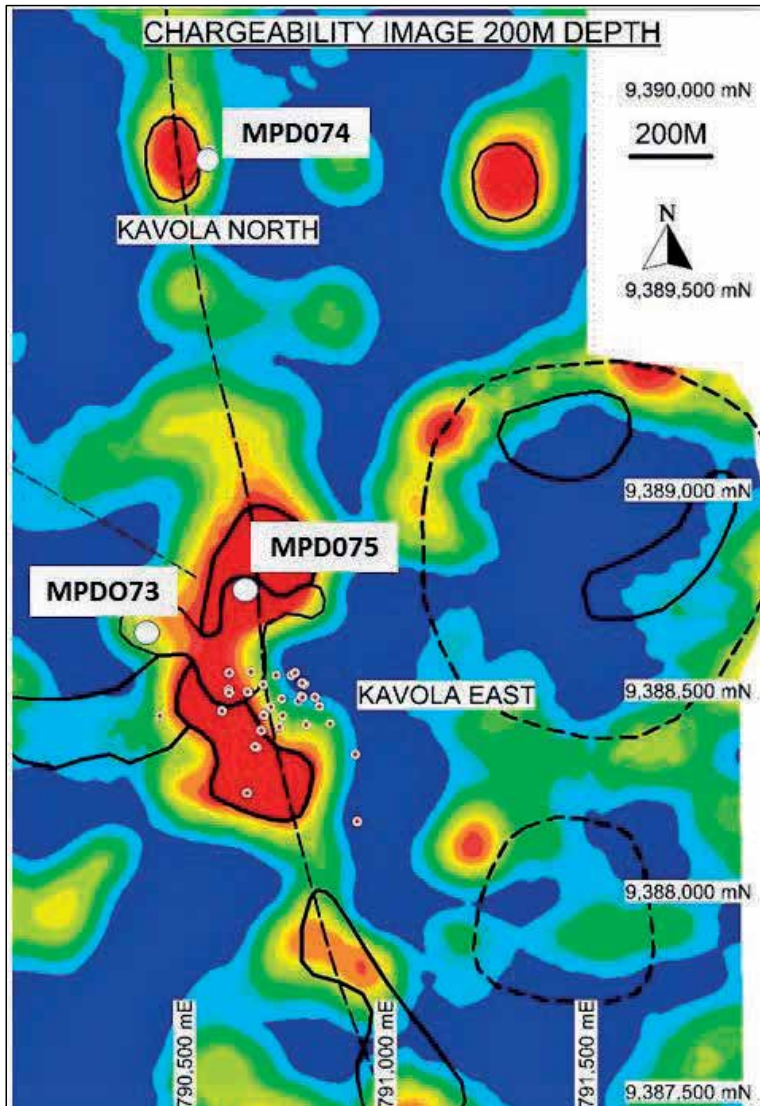 CHARGEABILITY IMAGE 200M DEPTH
9,390,000 mN
MPD074
200M
KAVOLA NORTH
N
9,389,500 mN
9,389,000 mN
MPD075
MPDO73
9,388,500 mN
KAVOLA EAST
9,388,000 mN
790,500 mE
791,000 mE
791,500 mE
9,387,500 mN